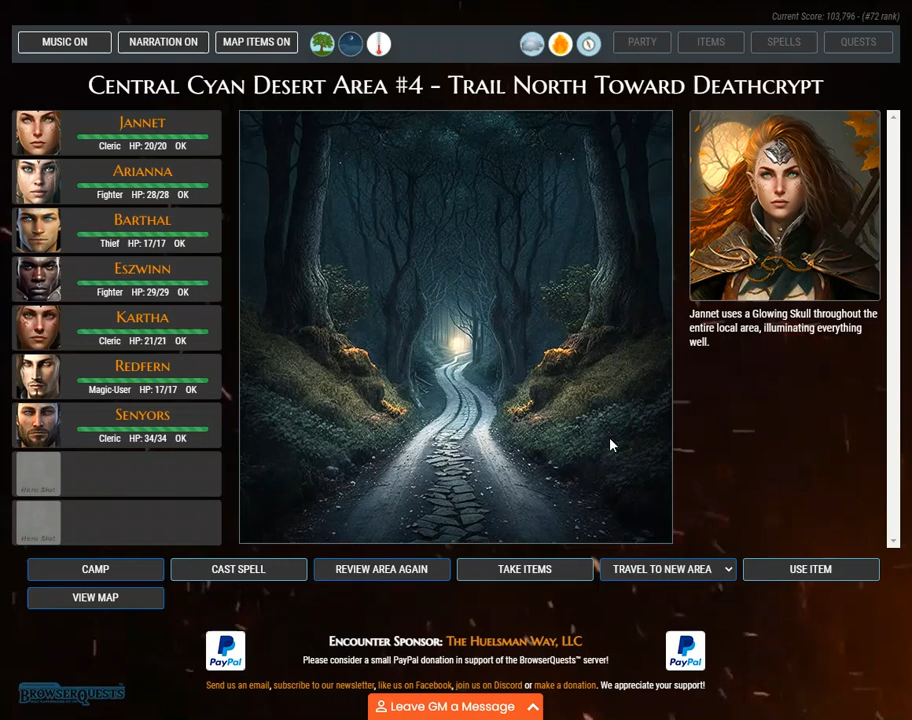 Current Score: 103,796 - (#72 rank)
MUSIC ON
NARRATION ON
MAP ITEMS ON
PARTY
ITEMS
SPELLS
QUESTS
Central Cyan Desert Area #4 - Trail North Toward Deathcrypt
Jannet
Cleric HP: 20/20 OK
Arianna
Fighter HP: 28/28 OK
Barthal
Thief HP: 17/17 OK
Eszwinn
Fighter HP: 29/29 OK
Kartha
Cleric HP: 21/21 OK
Redfern
Magic-User HP: 17/17 OK
Senyors
Cleric HP: 34/34 OK
Hero Slot
Hero Slot
Jannet uses a Glowing Skull throughout the
entire local area, illuminating everything
well.
CAMP
CAST SPELL
REVIEW AREA AGAIN
TAKE ITEMS
TRAVEL TO NEW AREA
USE ITEM
VIEW MAP
PayPal
Encounter Sponsor: The Huelsman Way, LLC
Please consider a small PayPal donation in support of the BrowserQuests™ server!
PayPal
Send us an email, subscribe to our newsletter, like us on Facebook, join us on Discord or make a donation. We appreciate your support!
BrowserQuests
Leave GM a Message